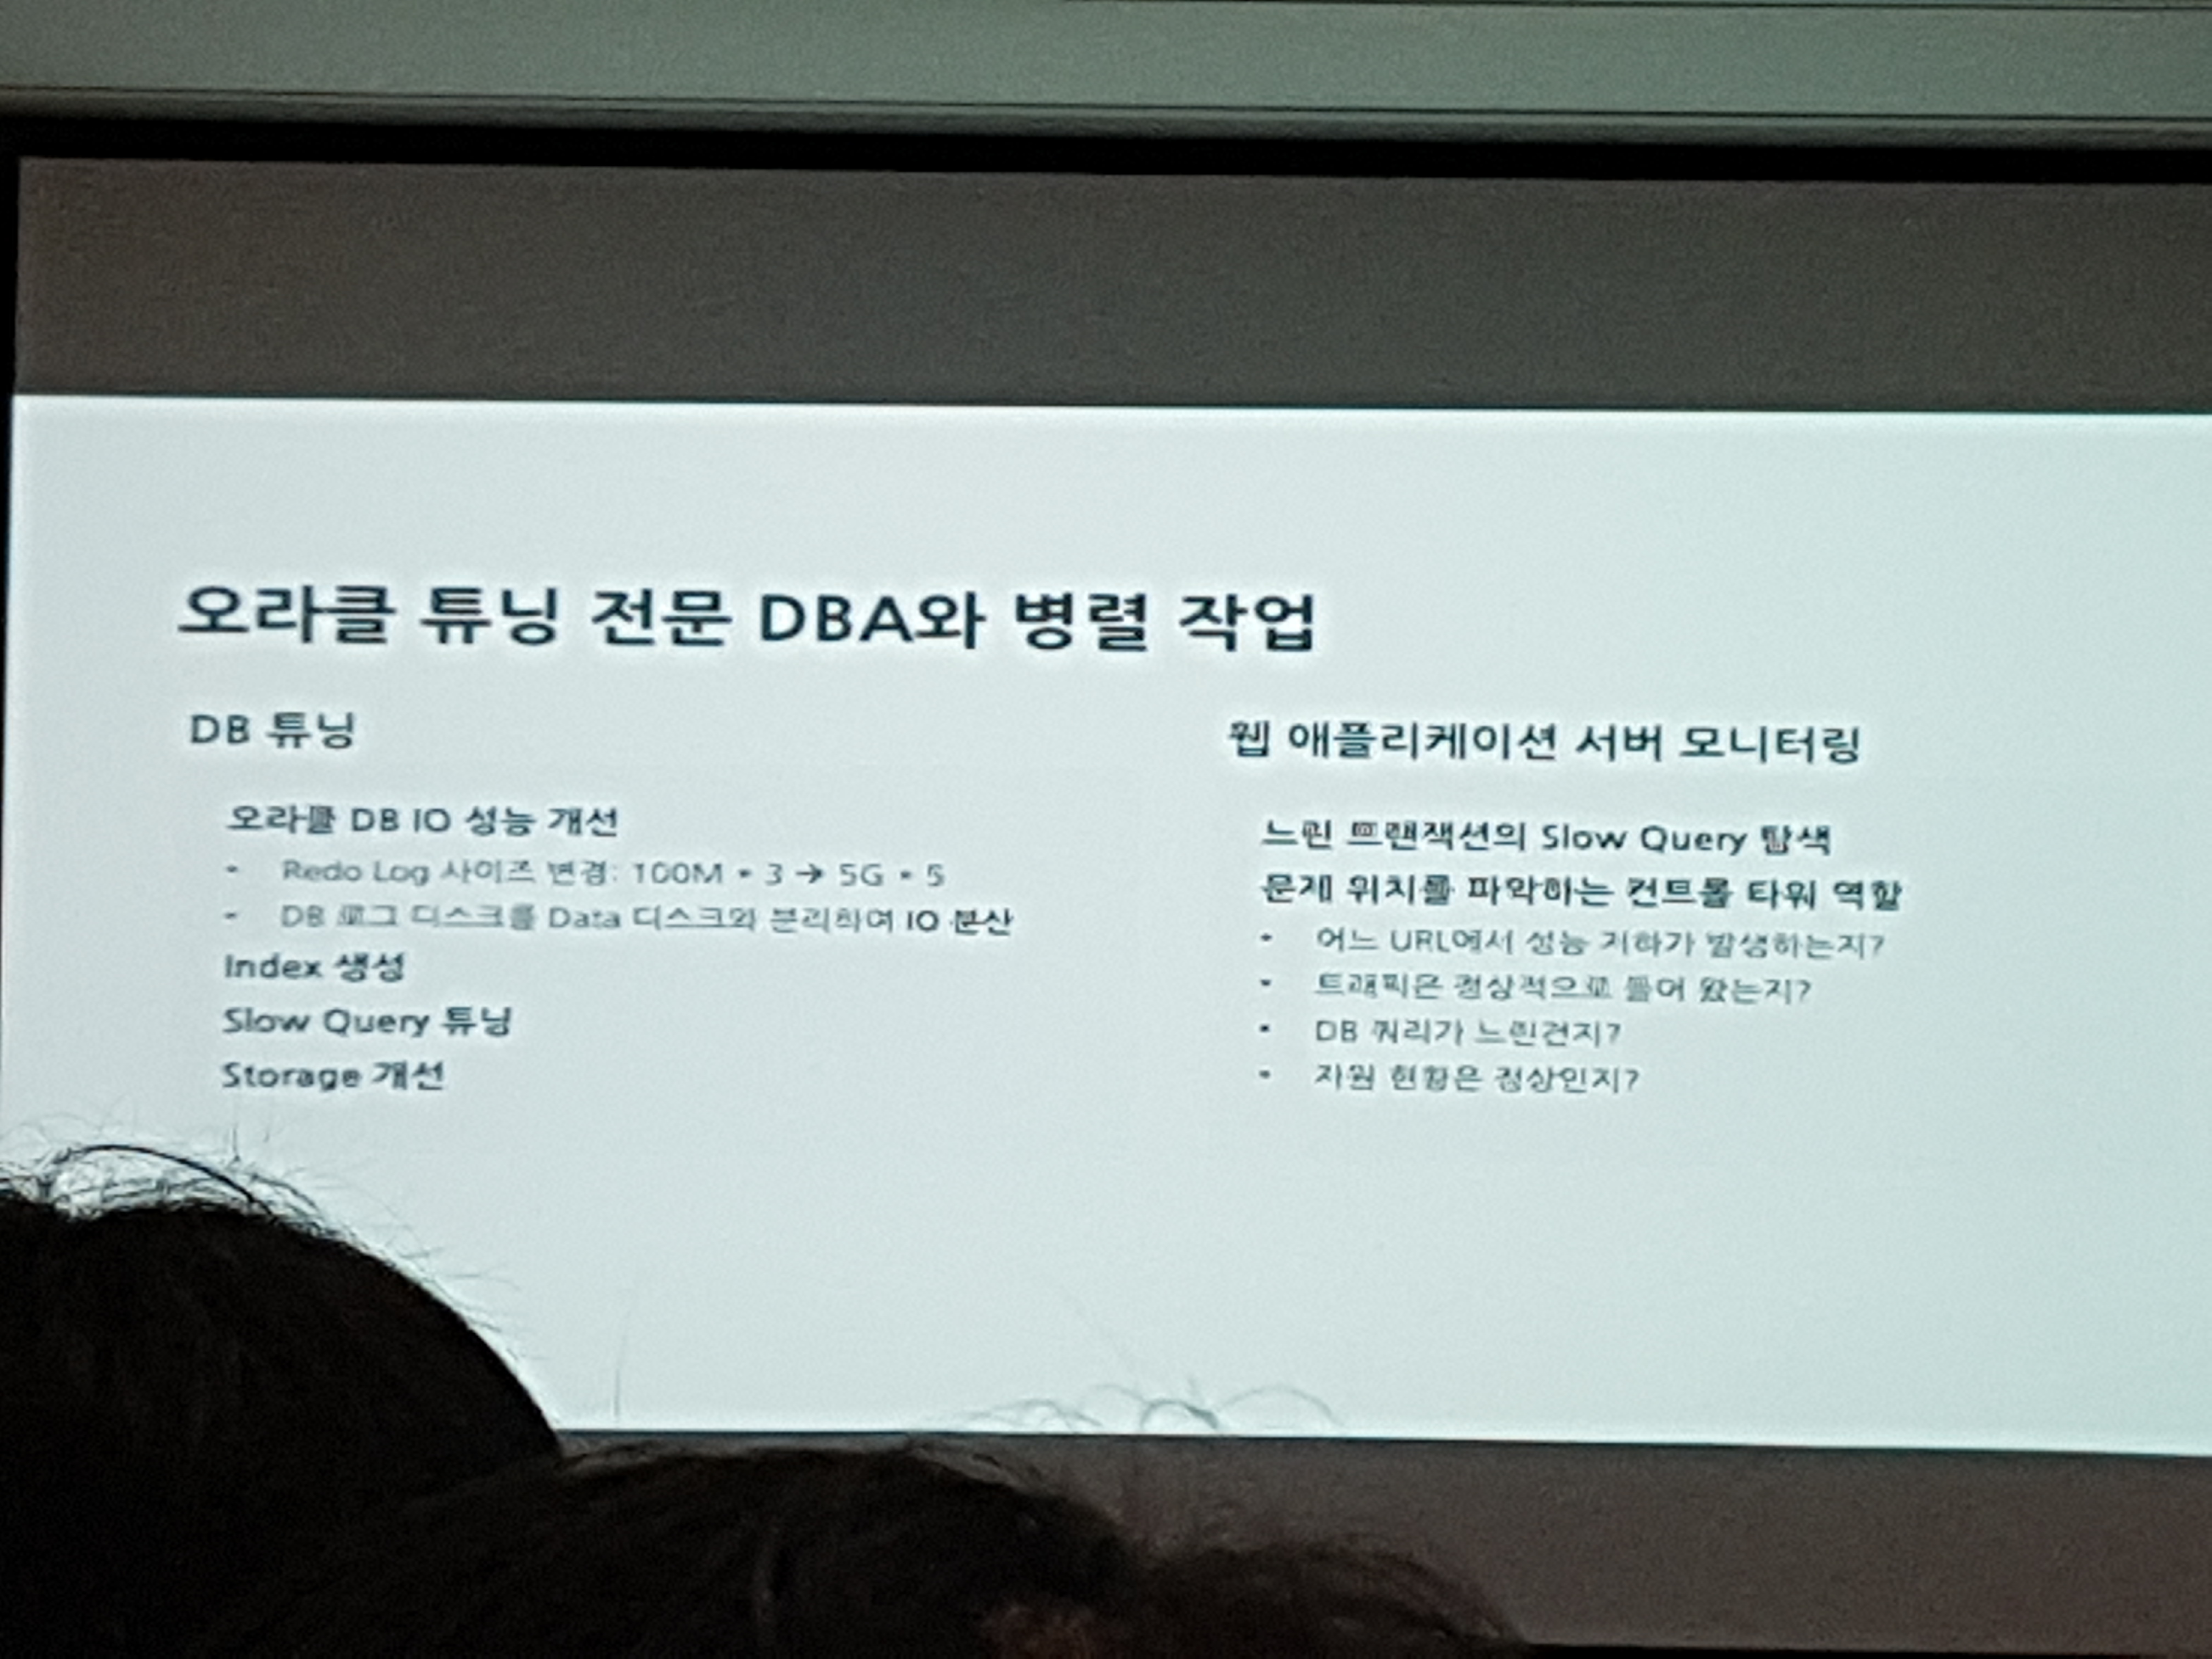 오라클 튜닝 전문 DBA와 병렬 작업
DB 튜닝
오라클 DB IO 성능 개선
• Redo Log 사이즈 변경: 100M * 3 → 5G * 5
• DB 로그 디스크를 Data 디스크와 분리하여 IO 분산
Index 생성
Slow Query 튜닝
Storage 개선
웹 애플리케이션 서버 모니터링
느린 트랜잭션의 Slow Query 탐색
문제 위치를 파악하는 컨트롤 타워 역할
• 어느 URL에서 성능 저하가 발생하는지?
• 트래픽은 정상적으로 들어 왔는지?
• DB 쿼리가 느린건지?
• 자원 현황은 정상인지?